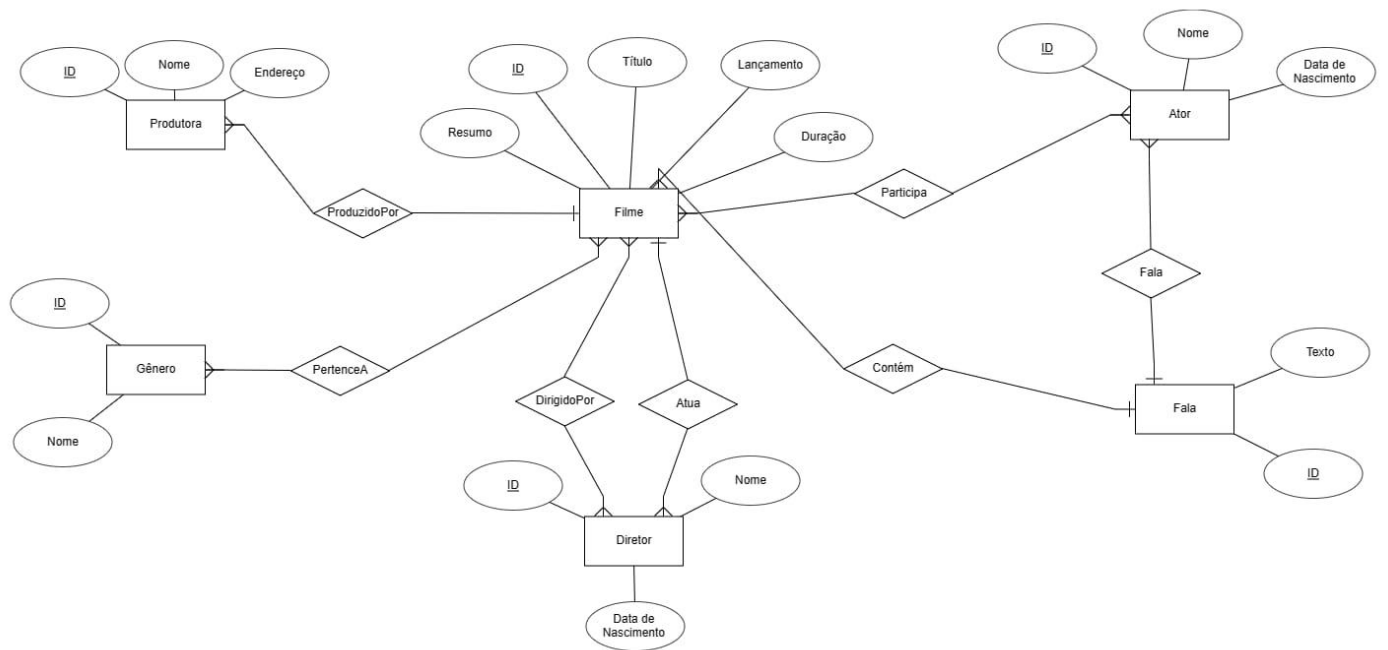 ID
Nome
Endereço
Produtora
ProduzidoPor
ID
Título
Lançamento
Resumo
Duração
Filme
Participa
ID
Nome
Data de
Nascimento
Ator
Fala
ID
Gênero
Nome
PertenceA
DirigidoPor
Atua
Contém
Texto
Fala
ID
ID
Nome
Diretor
Data de
Nascimento